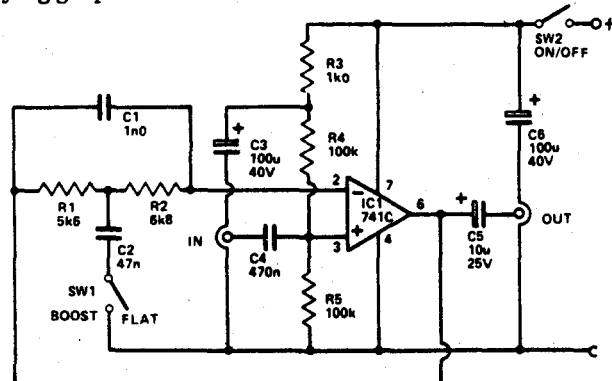 +
SW2
ON/OFF
R3
1k0
C1
1n0
+
C3
100u
40V
R4
100k
+
C6
100u
40V
R1
5k6
R2
6k8
2
7
IC1
741C
6
+
3
4
C5
10u
25V
OUT
C2
47n
IN
C4
470n
SW1
BOOST
FLAT
R5
100k